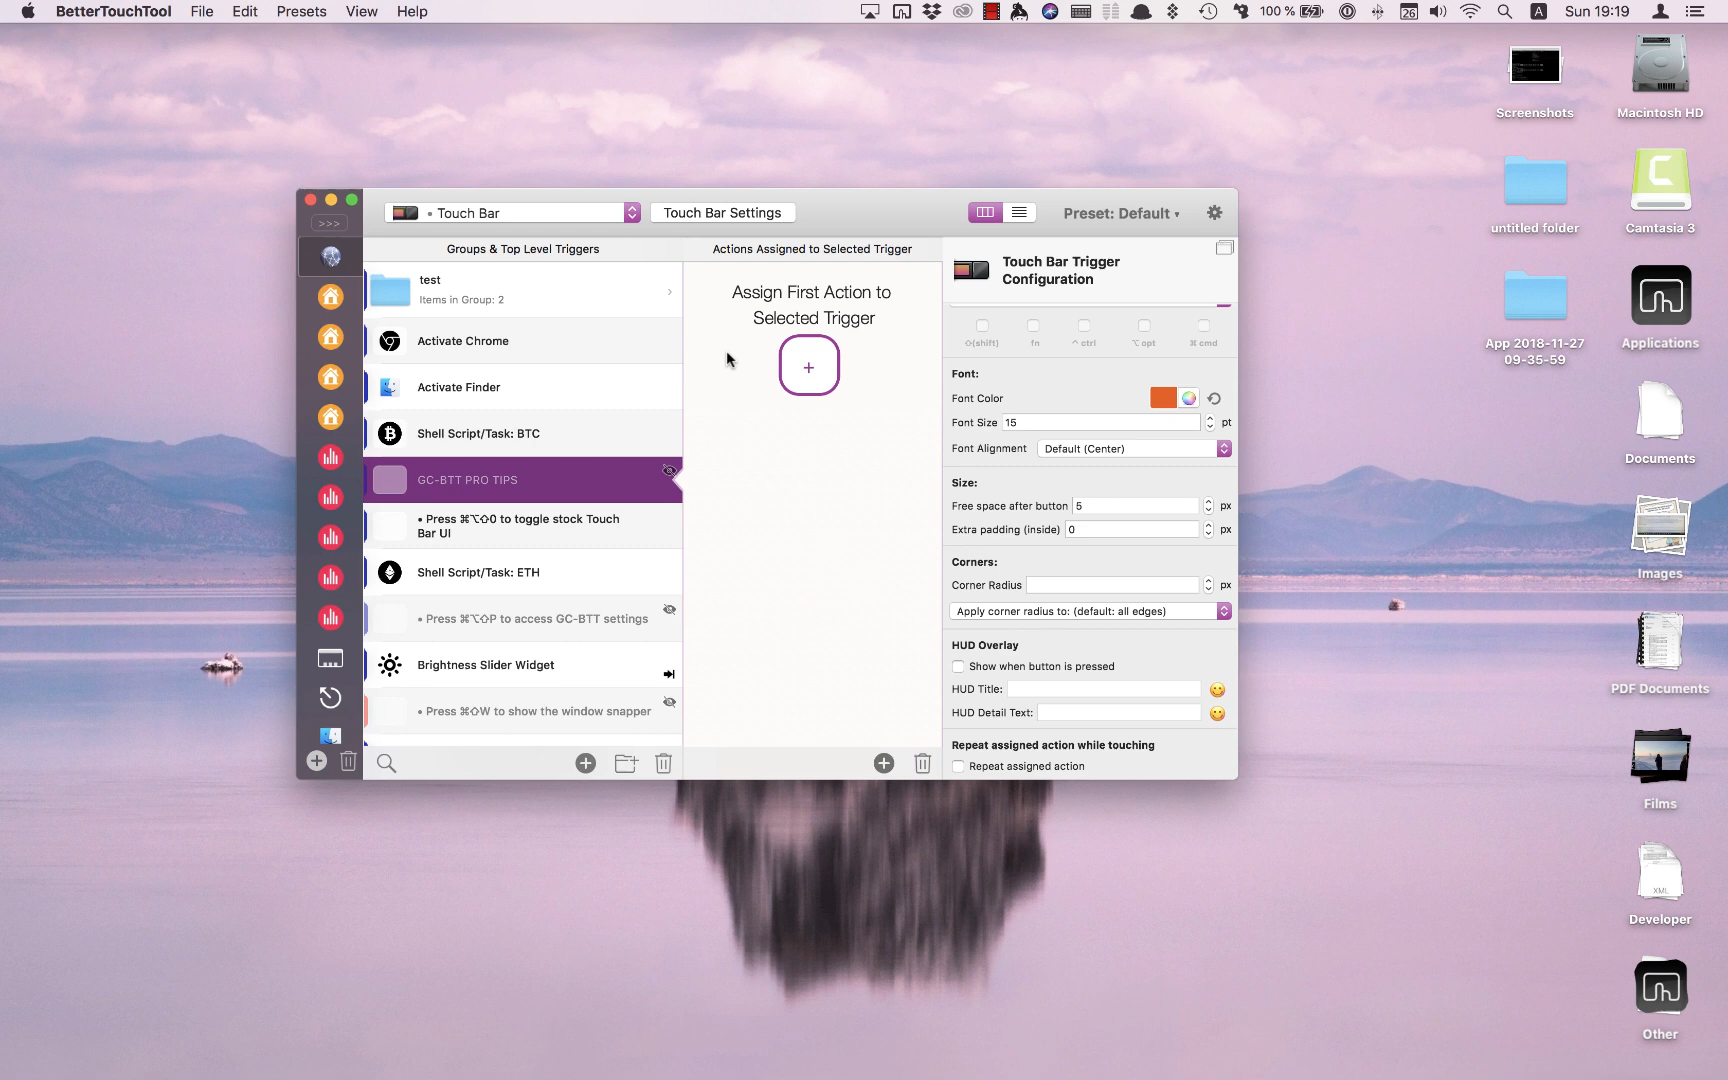 BetterTouchTool File Edit Presets View Help
100 % 26 A Sun 19:19
Screenshots
Macintosh HD
untitled folder
Camtasia 3
App 2018-11-27
09-35-59
Applications
Documents
Images
PDF Documents
Films
XML
Developer
Other
>>>
• Touch Bar
Touch Bar Settings
Preset: Default ▾
Groups & Top Level Triggers
test
Items in Group: 2
Activate Chrome
Activate Finder
Shell Script/Task: BTC
GC-BTT PRO TIPS
• Press ⌘⌥⇧0 to toggle stock Touch
Bar UI
Shell Script/Task: ETH
• Press ⌘⌥⇧P to access GC-BTT settings
Brightness Slider Widget
• Press ⌘⇧W to show the window snapper
Actions Assigned to Selected Trigger
Assign First Action to
Selected Trigger
+
Touch Bar Trigger
Configuration
⇧(shift) fn ^ ctrl ⌥ opt ⌘ cmd
Font:
Font Color
Font Size 15 pt
Font Alignment Default (Center)
Size:
Free space after button 5 px
Extra padding (inside) 0 px
Corners:
Corner Radius px
Apply corner radius to: (default: all edges)
HUD Overlay
Show when button is pressed
HUD Title:
HUD Detail Text:
Repeat assigned action while touching
Repeat assigned action